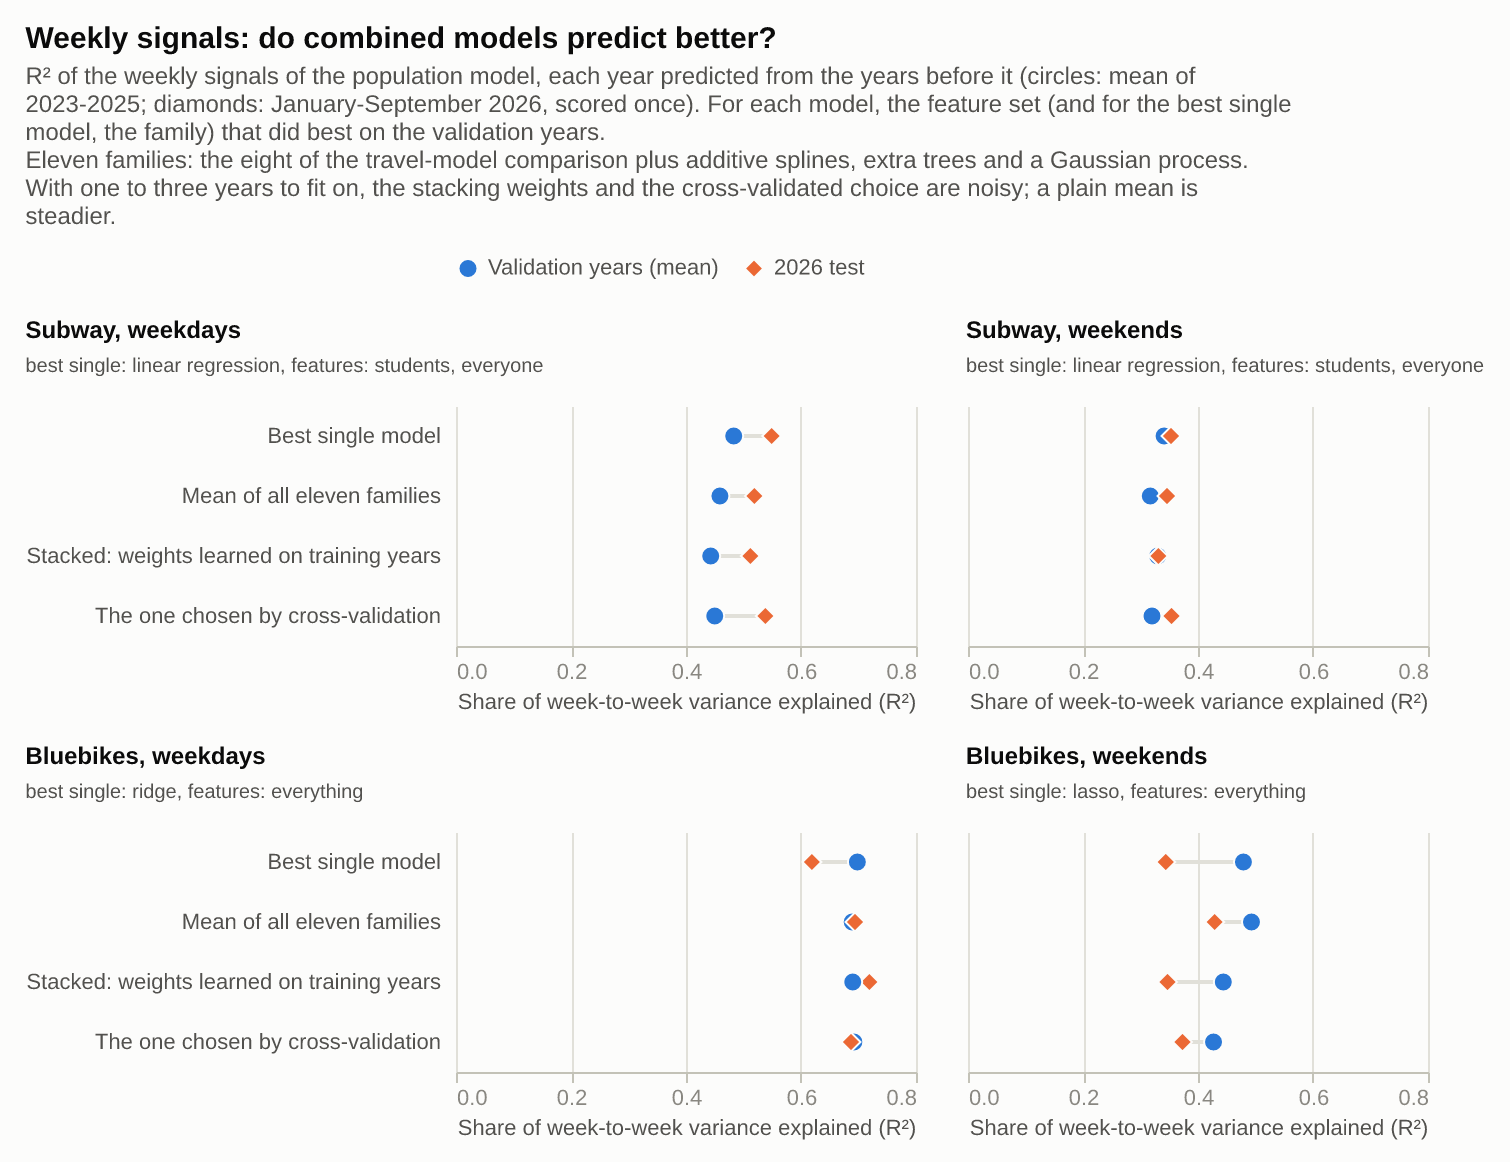 Weekly signals: do combined models predict better?
R² of the weekly signals of the population model, each year predicted from the years before it (circles: mean of
2023-2025; diamonds: January-September 2026, scored once). For each model, the feature set (and for the best single
model, the family) that did best on the validation years.
Eleven families: the eight of the travel-model comparison plus additive splines, extra trees and a Gaussian process.
With one to three years to fit on, the stacking weights and the cross-validated choice are noisy; a plain mean is
steadier.
Validation years (mean) 2026 test
Subway, weekdays
best single: linear regression, features: students, everyone
Best single model
Mean of all eleven families
Stacked: weights learned on training years
The one chosen by cross-validation
0.0 0.2 0.4 0.6 0.8
Share of week-to-week variance explained (R²)
Subway, weekends
best single: linear regression, features: students, everyone
0.0 0.2 0.4 0.6 0.8
Share of week-to-week variance explained (R²)
Bluebikes, weekdays
best single: ridge, features: everything
Best single model
Mean of all eleven families
Stacked: weights learned on training years
The one chosen by cross-validation
0.0 0.2 0.4 0.6 0.8
Share of week-to-week variance explained (R²)
Bluebikes, weekends
best single: lasso, features: everything
0.0 0.2 0.4 0.6 0.8
Share of week-to-week variance explained (R²)